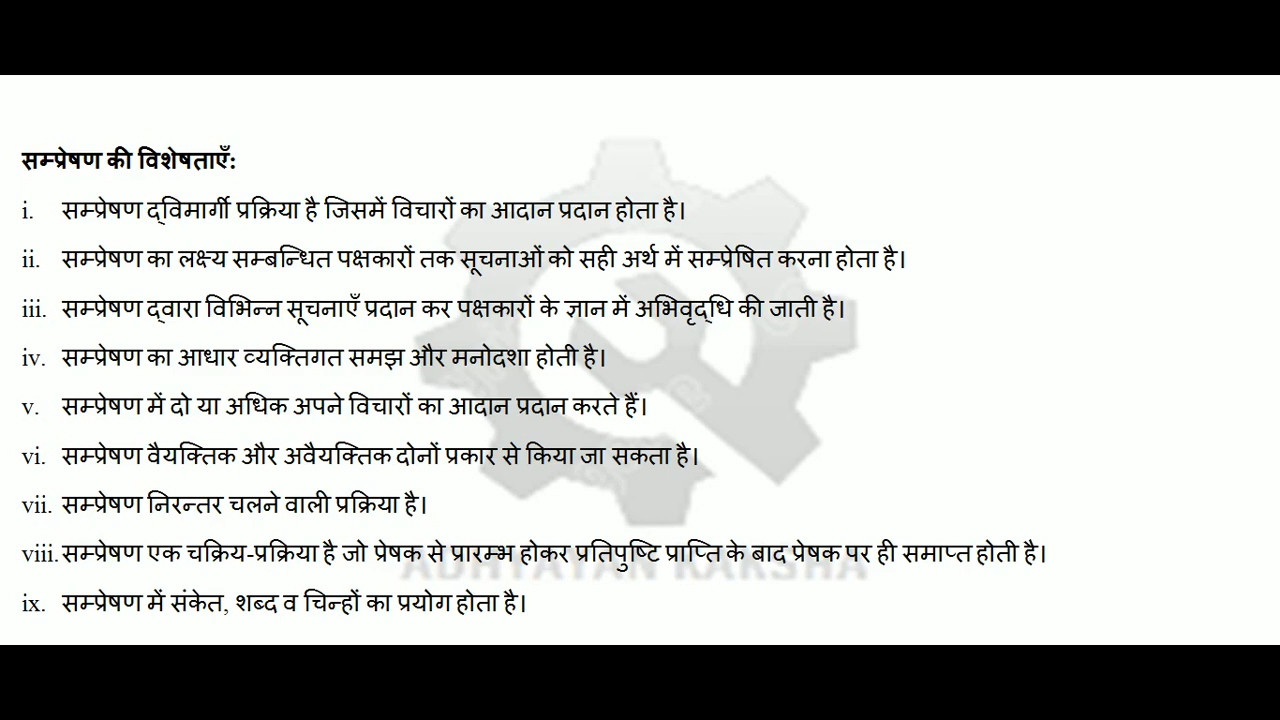 सम्प्रेषण की विशेषताएँ:
i. सम्प्रेषण द्विमार्गी प्रक्रिया है जिसमें विचारों का आदान प्रदान होता है।
ii. सम्प्रेषण का लक्ष्य सम्बन्धित पक्षकारों तक सूचनाओं को सही अर्थ में सम्प्रेषित करना होता है।
iii. सम्प्रेषण द्वारा विभिन्न सूचनाएँ प्रदान कर पक्षकारों के ज्ञान में अभिवृद्धि की जाती है।
iv. सम्प्रेषण का आधार व्यक्तिगत समझ और मनोदशा होती है।
v. सम्प्रेषण में दो या अधिक अपने विचारों का आदान प्रदान करते हैं।
vi. सम्प्रेषण वैयक्तिक और अवैयक्तिक दोनों प्रकार से किया जा सकता है।
vii. सम्प्रेषण निरन्तर चलने वाली प्रक्रिया है।
viii. सम्प्रेषण एक चक्रिय-प्रक्रिया है जो प्रेषक से प्रारम्भ होकर प्रतिपुष्टि प्राप्ति के बाद प्रेषक पर ही समाप्त होती है।
ADHYAYAN KAKSHA
ix. सम्प्रेषण में संकेत, शब्द व चिन्हों का प्रयोग होता है।